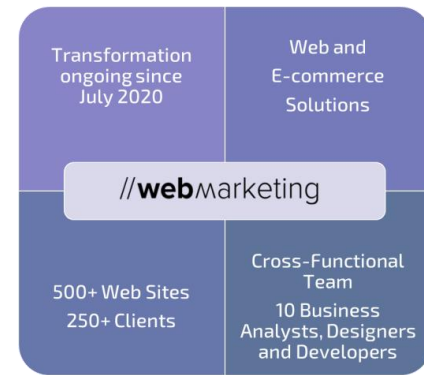 Transformation
ongoing since
July 2020
Web and
E-commerce
Solutions
//webmarketing
500+ Web Sites
250+ Clients
Cross-Functional
Team
10 Business
Analysts, Designers
and Developers